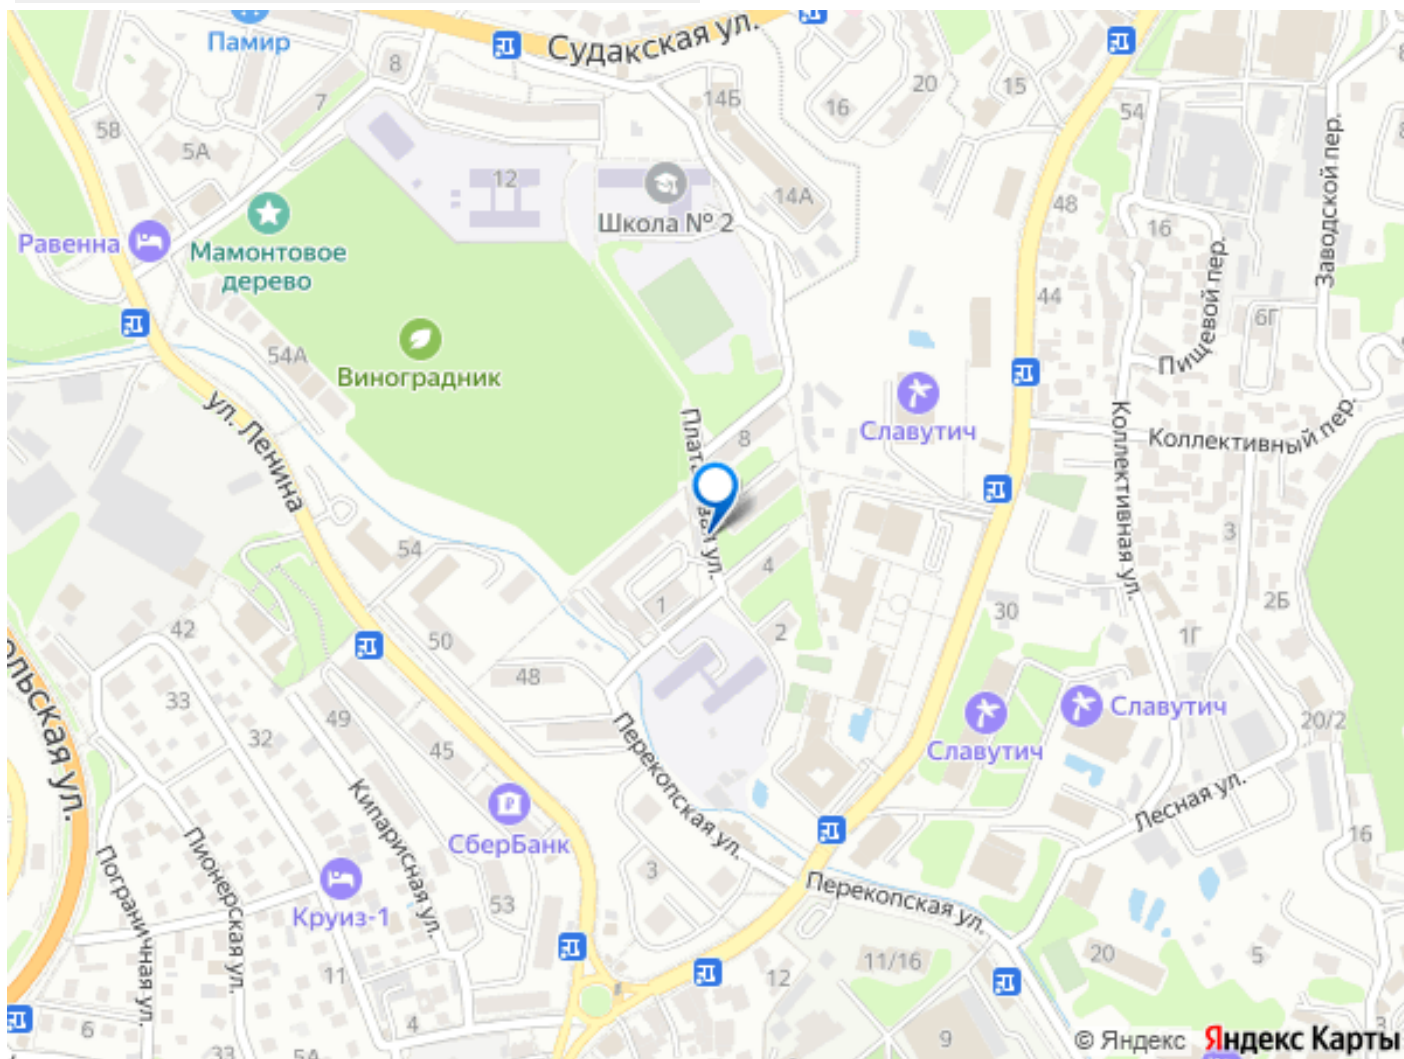 Памир
Судакская ул.
8
7
58
5А
14Б
16
20
15
54
Заводской пер.
12
Школа № 2
14А
48
16
Равенна
Мамонтовое
дерево
Пищевой пер.
44
6Г
54А
Виноградник
ул. Ленина
Славутич
8
Коллективный пер.
Коллективная ул.
3
54
4
1
2
30
2Б
1Г
42
50
48
33
32
49
45
20/2
Славутич
Славутич
Перекопская ул.
Кипарисная ул.
СберБанк
Лесная ул.
16
Пионерская ул.
Пограничная ул.
Круиз-1
53
3
Перекопская ул.
11
12
11/16
20
5
6
4
33
5А
9
© Яндекс Яндекс Карты